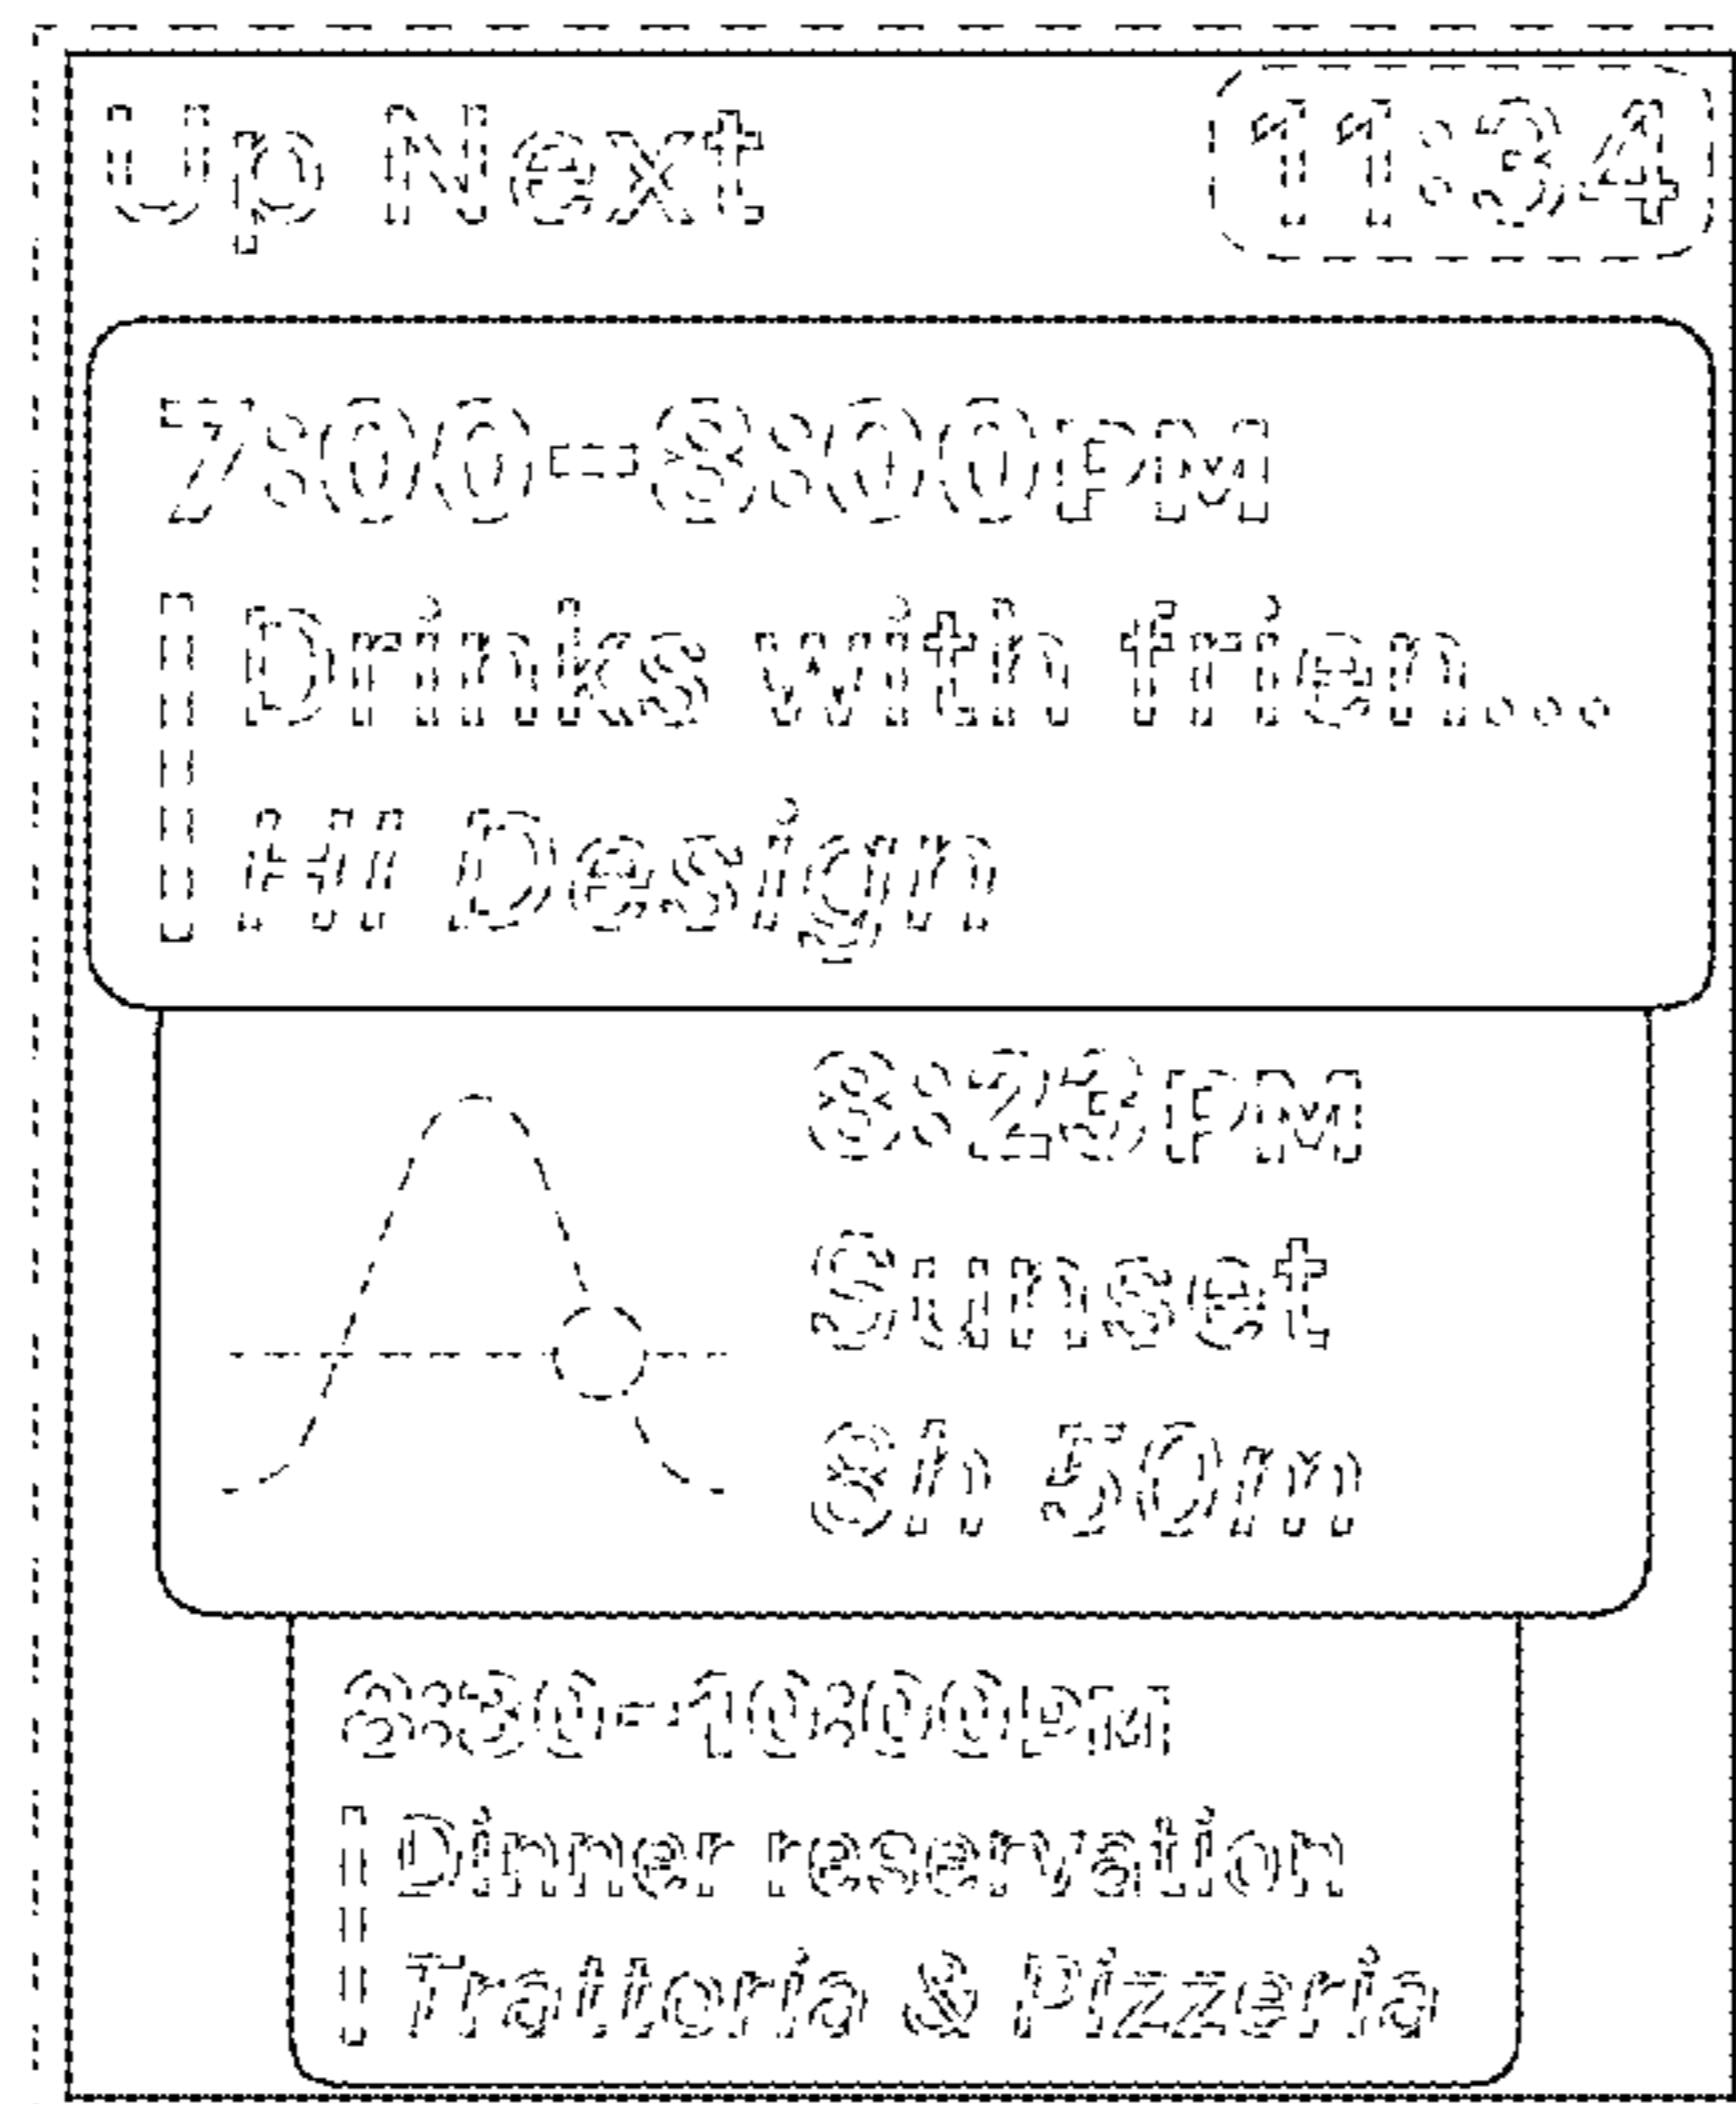 Up Next 11:34
7:00-8:00PM
Drinks with frien...
HI Design
8:23PM
Sunset
8h 50m
8:30-10:00PM
Dinner reservation
Trattoria & Pizzeria